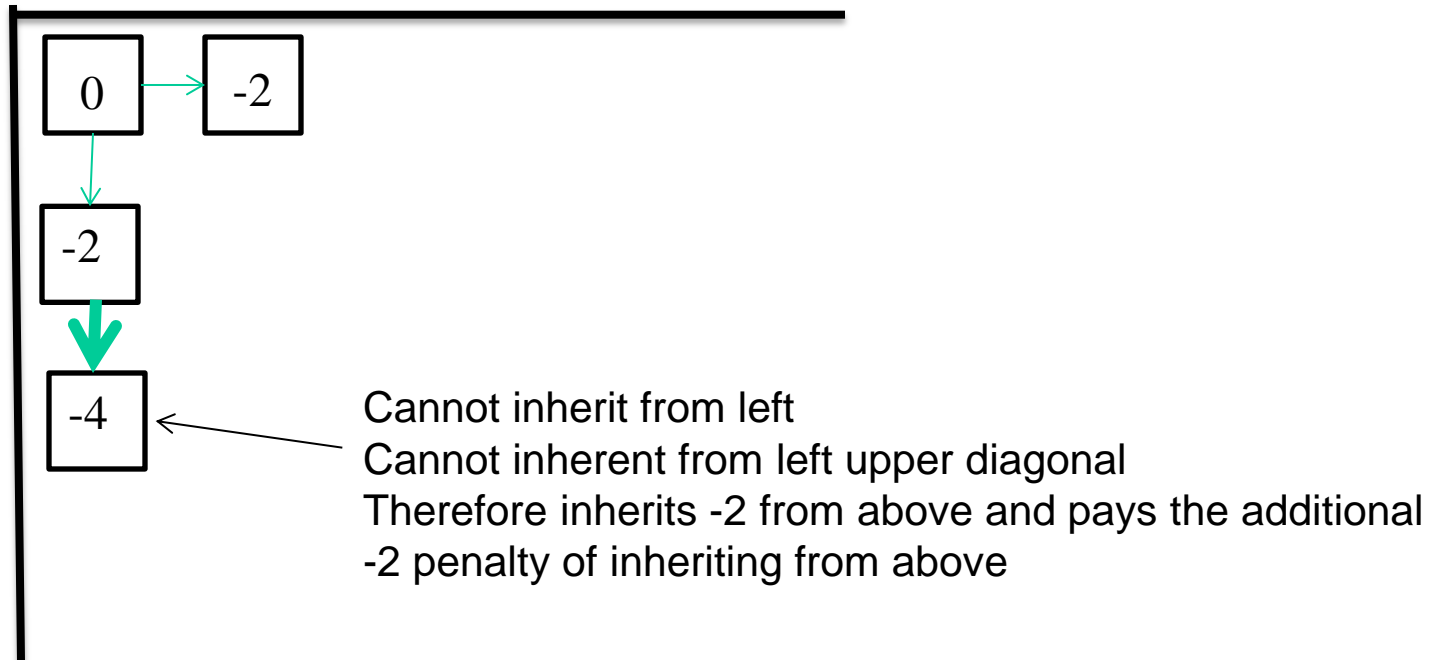 0 -2
-2
-4
Cannot inherit from left
Cannot inherent from left upper diagonal
Therefore inherits -2 from above and pays the additional
-2 penalty of inheriting from above